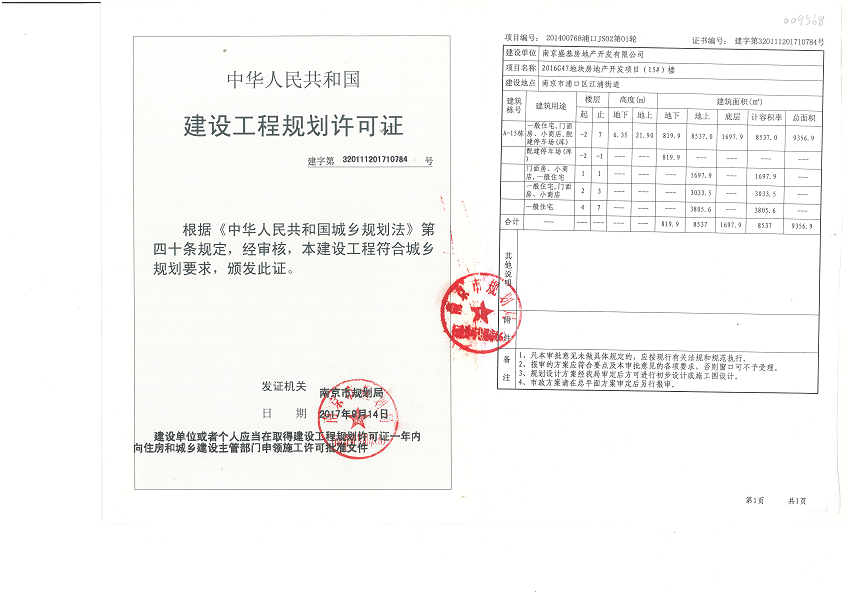 中华人民共和国
建设工程规划许可证
建字第 320111201710784 号
根据《中华人民共和国城乡规划法》第
四十条规定，经审核，本建设工程符合城乡
规划要求，颁发此证。
发证机关 南京市规划局
日 期 2017年9月14日
建设单位或者个人应当在取得建设工程规划许可证一年内
向住房和城乡建设主管部门申领施工许可批准文件
009568
项目编号： 201400768浦口JS02第01轮 证书编号： 建字第320111201710784号
建设单位 南京盛基房地产开发有限公司
项目名称 2016G47地块房地产开发项目（15#）楼
建设地点 南京市浦口区江浦街道
建筑栋号 建筑用途 楼层 高度(m) 建筑面积(㎡)
起 止 地下 地上 地下 地上 底层 计容积率 总面积
A-15栋 一般住宅,门面房、小商店,配建停车场(库) -2 7 6.35 21.90 819.9 8537.0 1697.9 8537.0 9356.9
配建停车场(库) -2 -1 --- --- 819.9 --- --- --- ---
门面房、小商店,一般住宅 1 1 --- --- --- 1697.9 --- 1697.9 ---
一般住宅,门面房、小商店 2 3 --- --- --- 3033.5 --- 3033.5 ---
一般住宅 4 7 --- --- --- 3805.6 --- 3805.6 ---
合计 --- --- --- --- --- 819.9 8537 1697.9 8537 9356.9
其他说明
附件
备注
1、凡本审批意见未做具体规定的，应按现行有关法规和规范执行。
2、报审的方案应符合要点及本审批意见的各项要求，否则窗口可不予受理。
3、规划设计方案经我局审定后方可进行初步设计或施工图设计。
4、市政方案请在总平面方案审定后另行报审。
南京市规划局
第1页 共1页